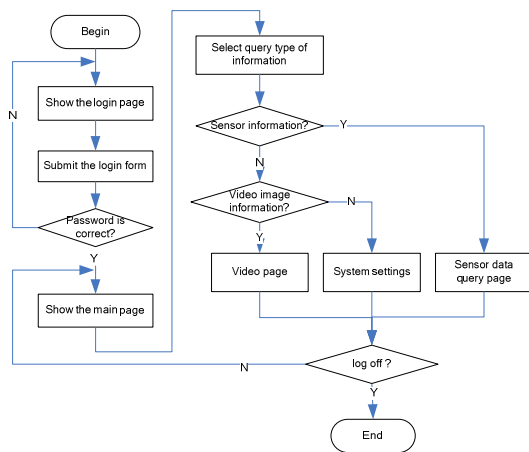 Begin
Show the login page
Submit the login form
Password is
correct?
N
Y
Show the main page
Select query type of
information
Sensor information?
Y
N
Video image
information?
N
Y
Video page
System settings
Sensor data
query page
log off ?
N
Y
End